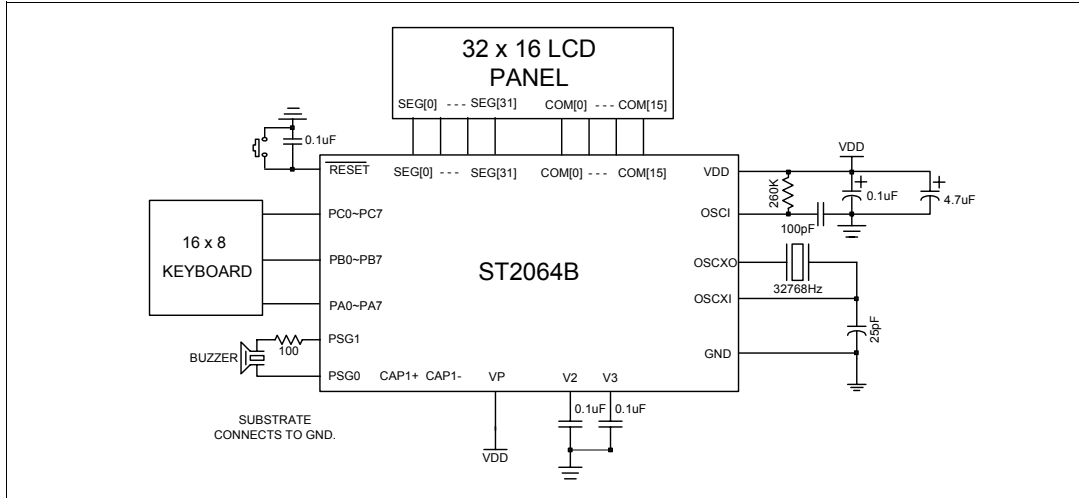 32 x 16 LCD
PANEL
SEG[0] - - - SEG[31] COM[0] - - - COM[15]
0.1uF
VDD
RESET
SEG[0] - - - SEG[31] COM[0] - - - COM[15]
VDD
260K
0.1uF
4.7uF
PC0~PC7
OSCI
100pF
16 x 8
KEYBOARD
PB0~PB7
ST2064B
OSCXO
32768Hz
PA0~PA7
OSCXI
25pF
PSG1
100
BUZZER
GND
PSG0
CAP1+ CAP1- VP V2 V3
0.1uF 0.1uF
SUBSTRATE
CONNECTS TO GND.
VDD